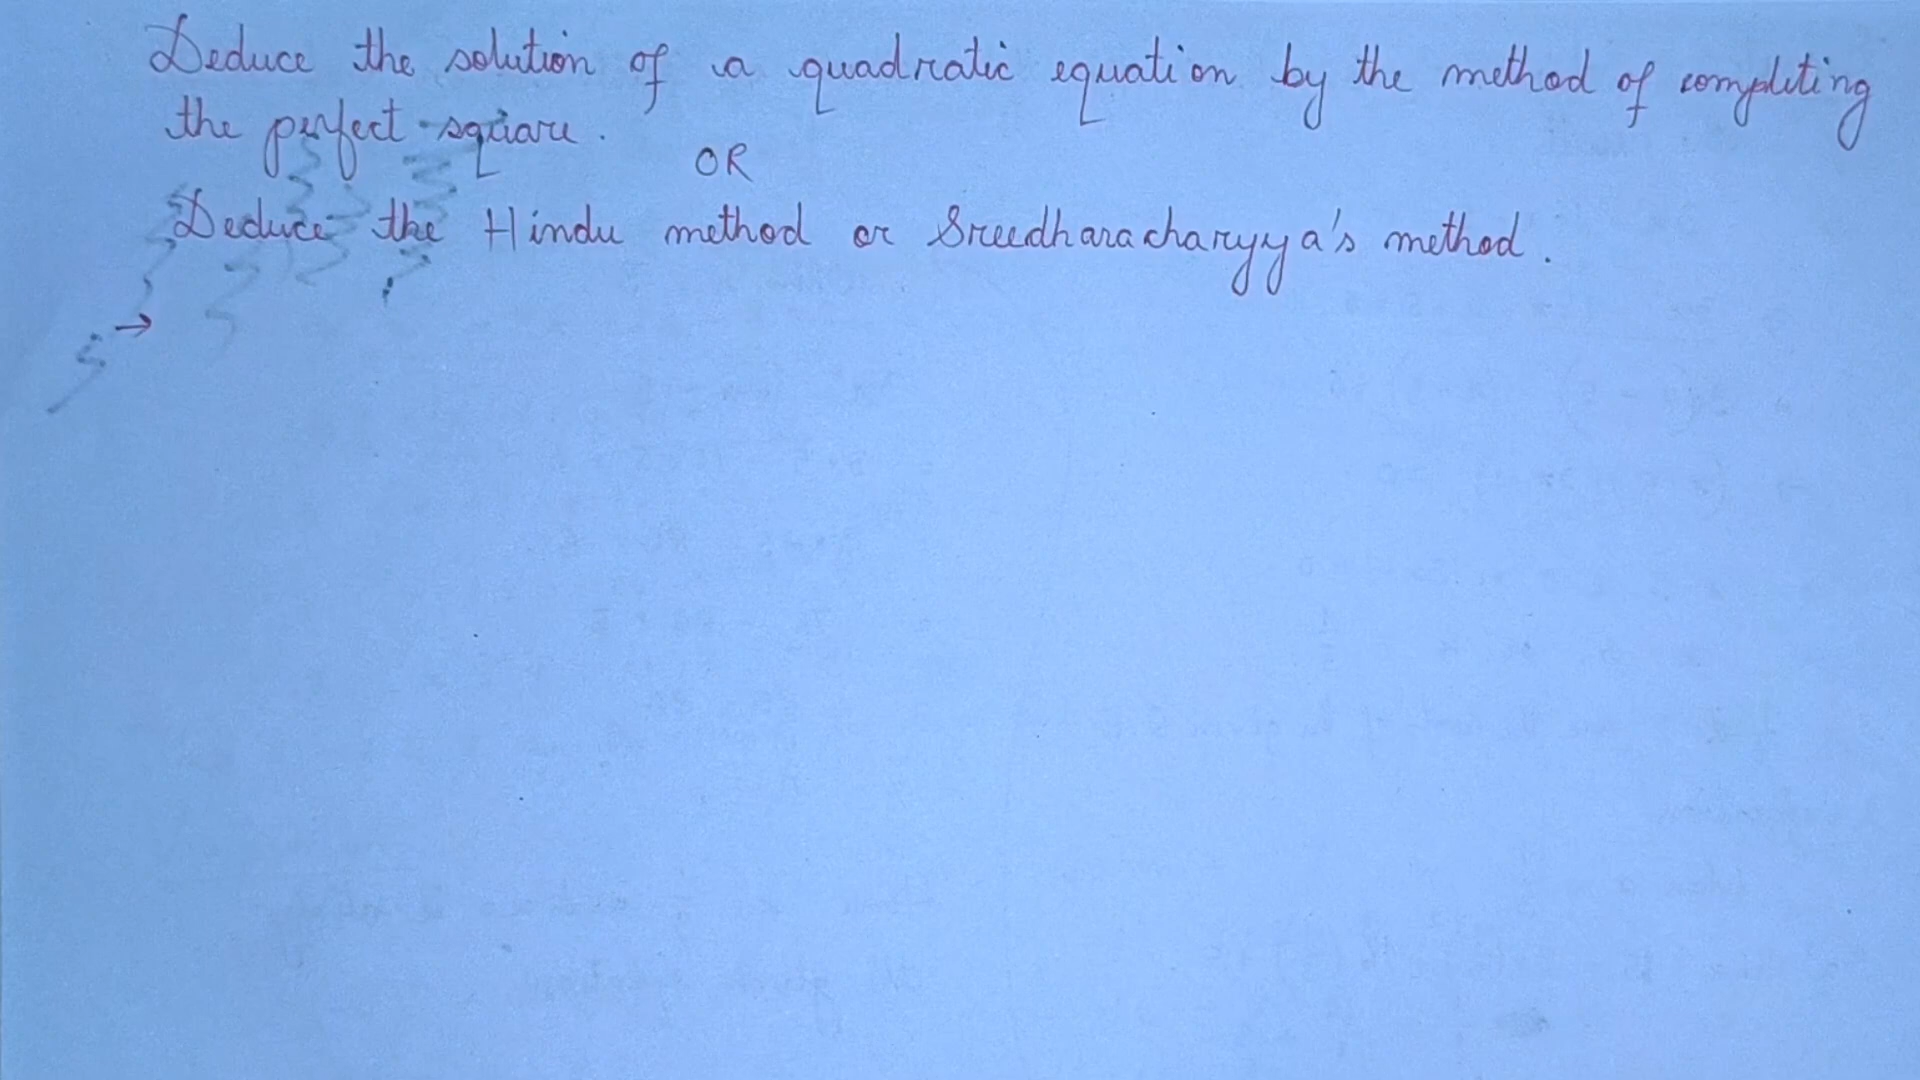 Deduce the solution of a quadratic equation by the method of completing
the perfect square.
OR
Deduce the Hindu method or Sreedharacharyya's method.
→